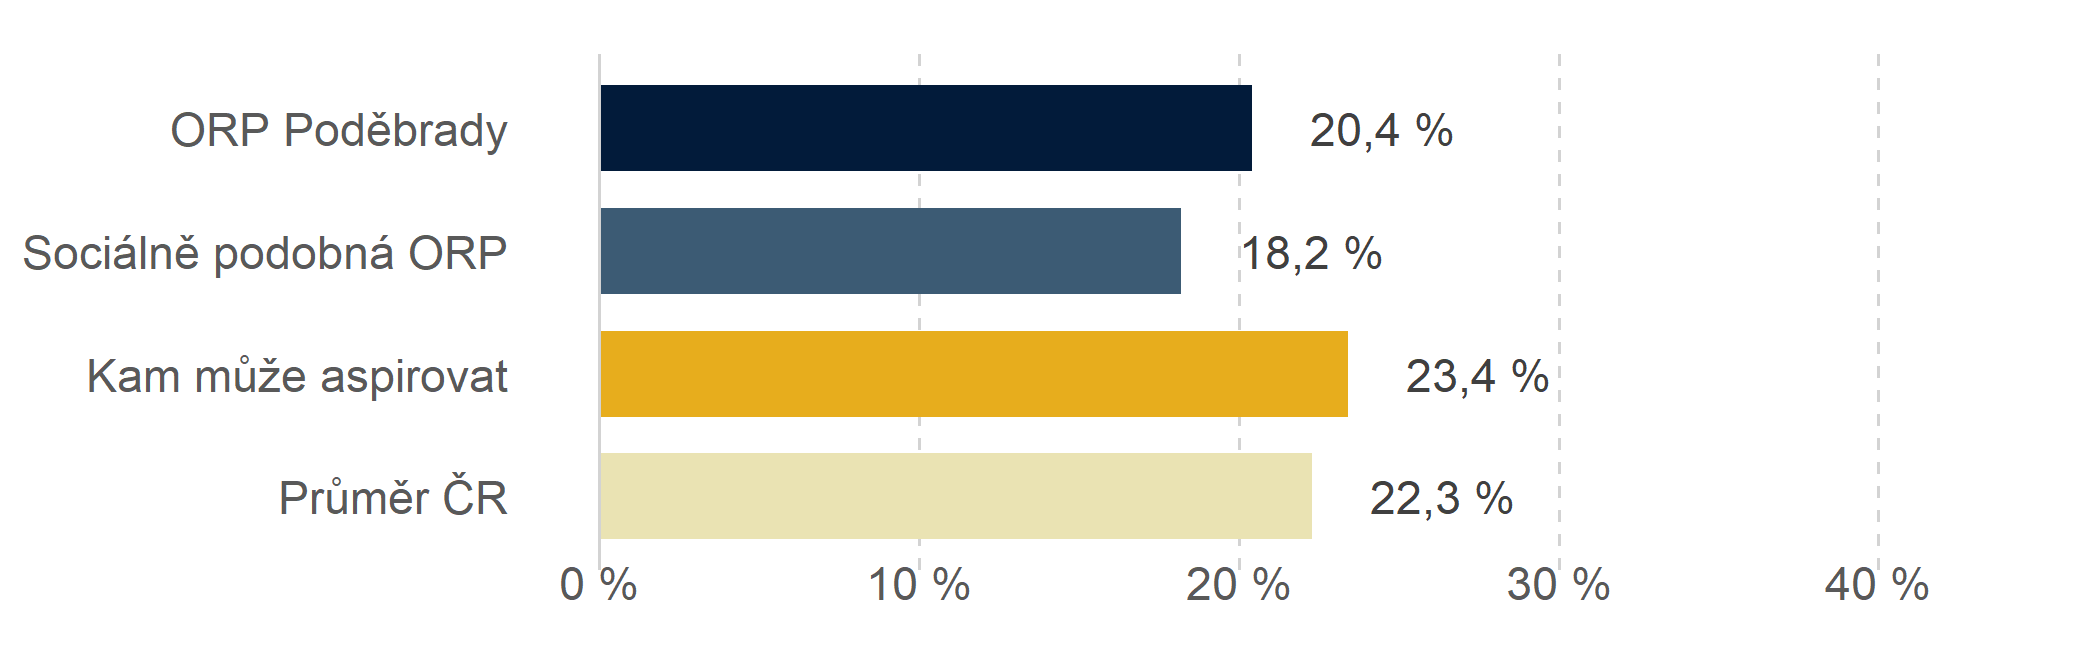 ORP Poděbrady 20,4 %
Sociálně podobná ORP 18,2 %
Kam může aspirovat 23,4 %
Průměr ČR 22,3 %
0 % 10 % 20 % 30 % 40 %